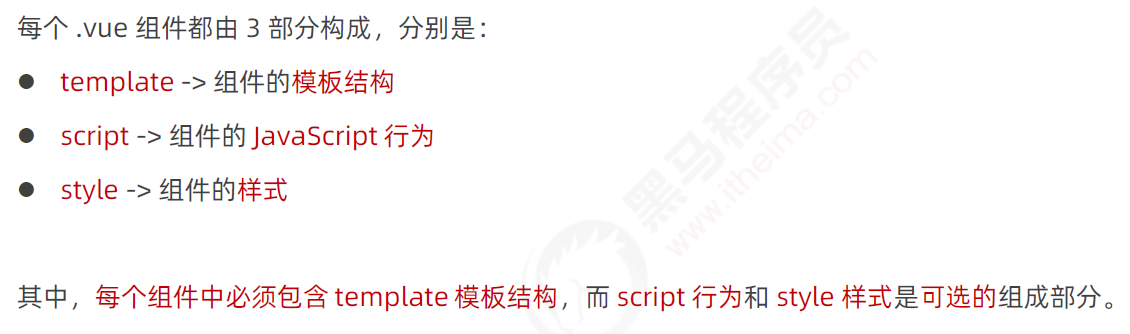 每个 .vue 组件都由 3 部分构成，分别是：
● template -> 组件的模板结构
● script -> 组件的 JavaScript 行为
● style -> 组件的样式
其中，每个组件中必须包含 template 模板结构，而 script 行为和 style 样式是可选的组成部分。
黑马程序员
www.itheima.com